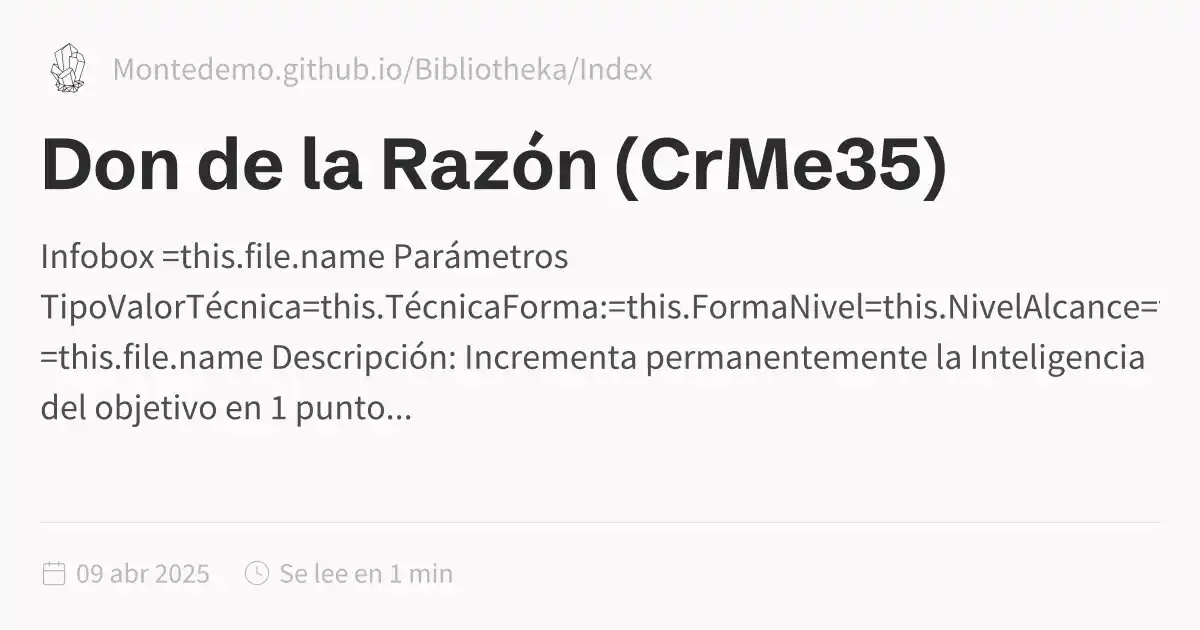 Montedemo.github.io/Bibliotheka/Index
Don de la Razón (CrMe35)
Infobox =this.file.name Parámetros
TipoValorTécnica=this.TécnicaForma:=this.FormaNivel=this.NivelAlcance=
=this.file.name Descripción: Incrementa permanentemente la Inteligencia
del objetivo en 1 punto...
09 abr 2025 Se lee en 1 min